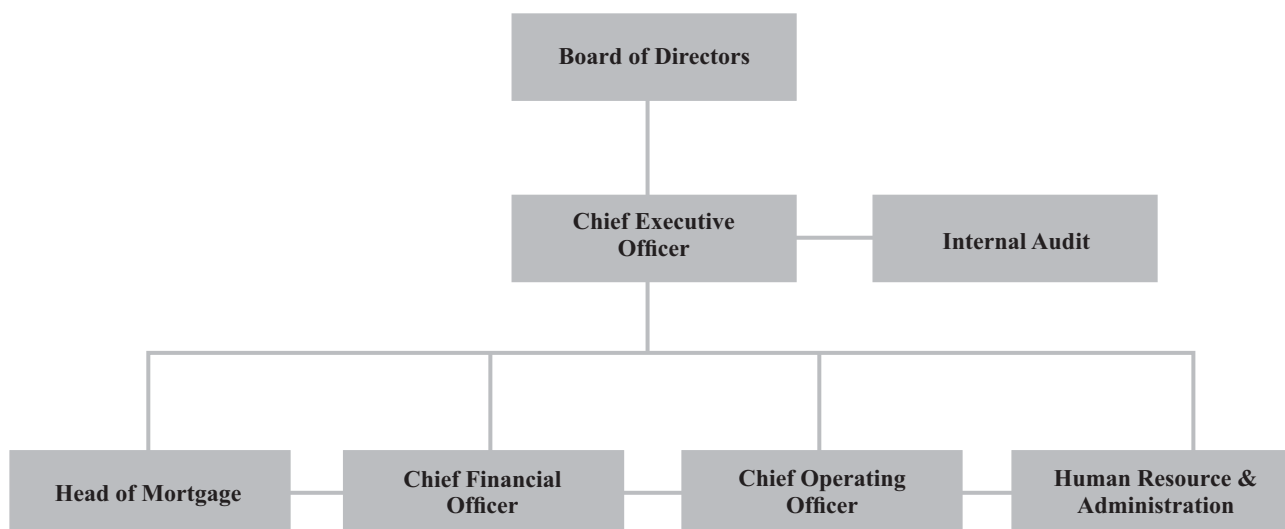 Board of Directors
Chief Executive
Officer
Internal Audit
Head of Mortgage
Chief Financial
Officer
Chief Operating
Officer
Human Resource &
Administration